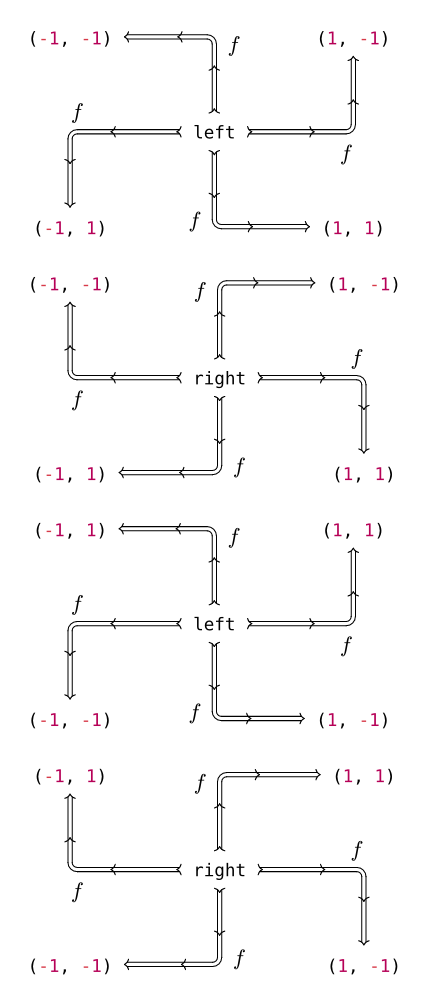 (-1, -1) f (1, -1)
f left f
f (-1, 1) (1, 1)
(-1, -1) f (1, -1)
f right f
(-1, 1) f (1, 1)
(-1, 1) f (1, 1)
f left f
f (-1, -1) (1, -1)
(-1, 1) f (1, 1)
f right f
(-1, -1) f (1, -1)